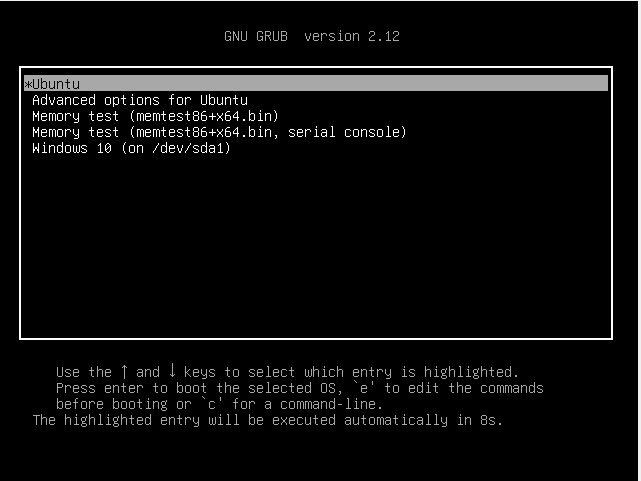 GNU GRUB  version 2.12
*Ubuntu
Advanced options for Ubuntu
Memory test (memtest86+x64.bin)
Memory test (memtest86+x64.bin, serial console)
Windows 10 (on /dev/sda1)
Use the ↑ and ↓ keys to select which entry is highlighted.
Press enter to boot the selected OS, `e' to edit the commands
before booting or `c' for a command-line.
The highlighted entry will be executed automatically in 8s.